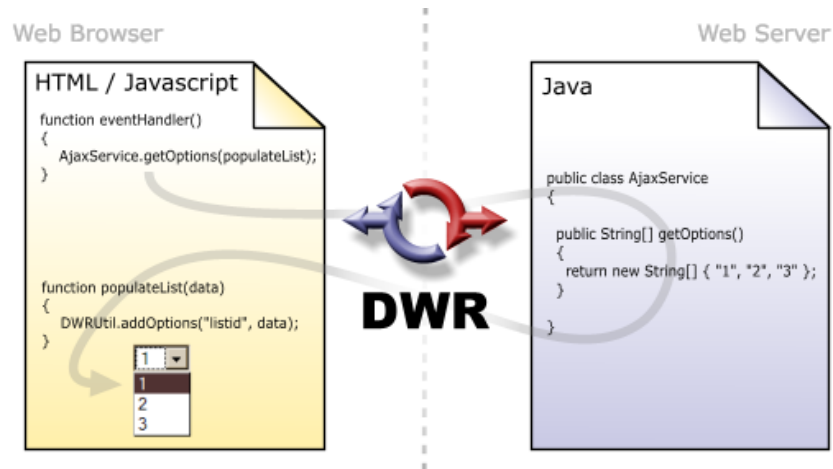 Web Browser
HTML / Javascript
function eventHandler()
{
AjaxService.getOptions(populateList);
}
function populateList(data)
{
DWRUtil.addOptions("listid", data);
}
1
1
2
3
DWR
Web Server
Java
public class AjaxService
{
public String[] getOptions()
{
return new String[] { "1", "2", "3" };
}
}